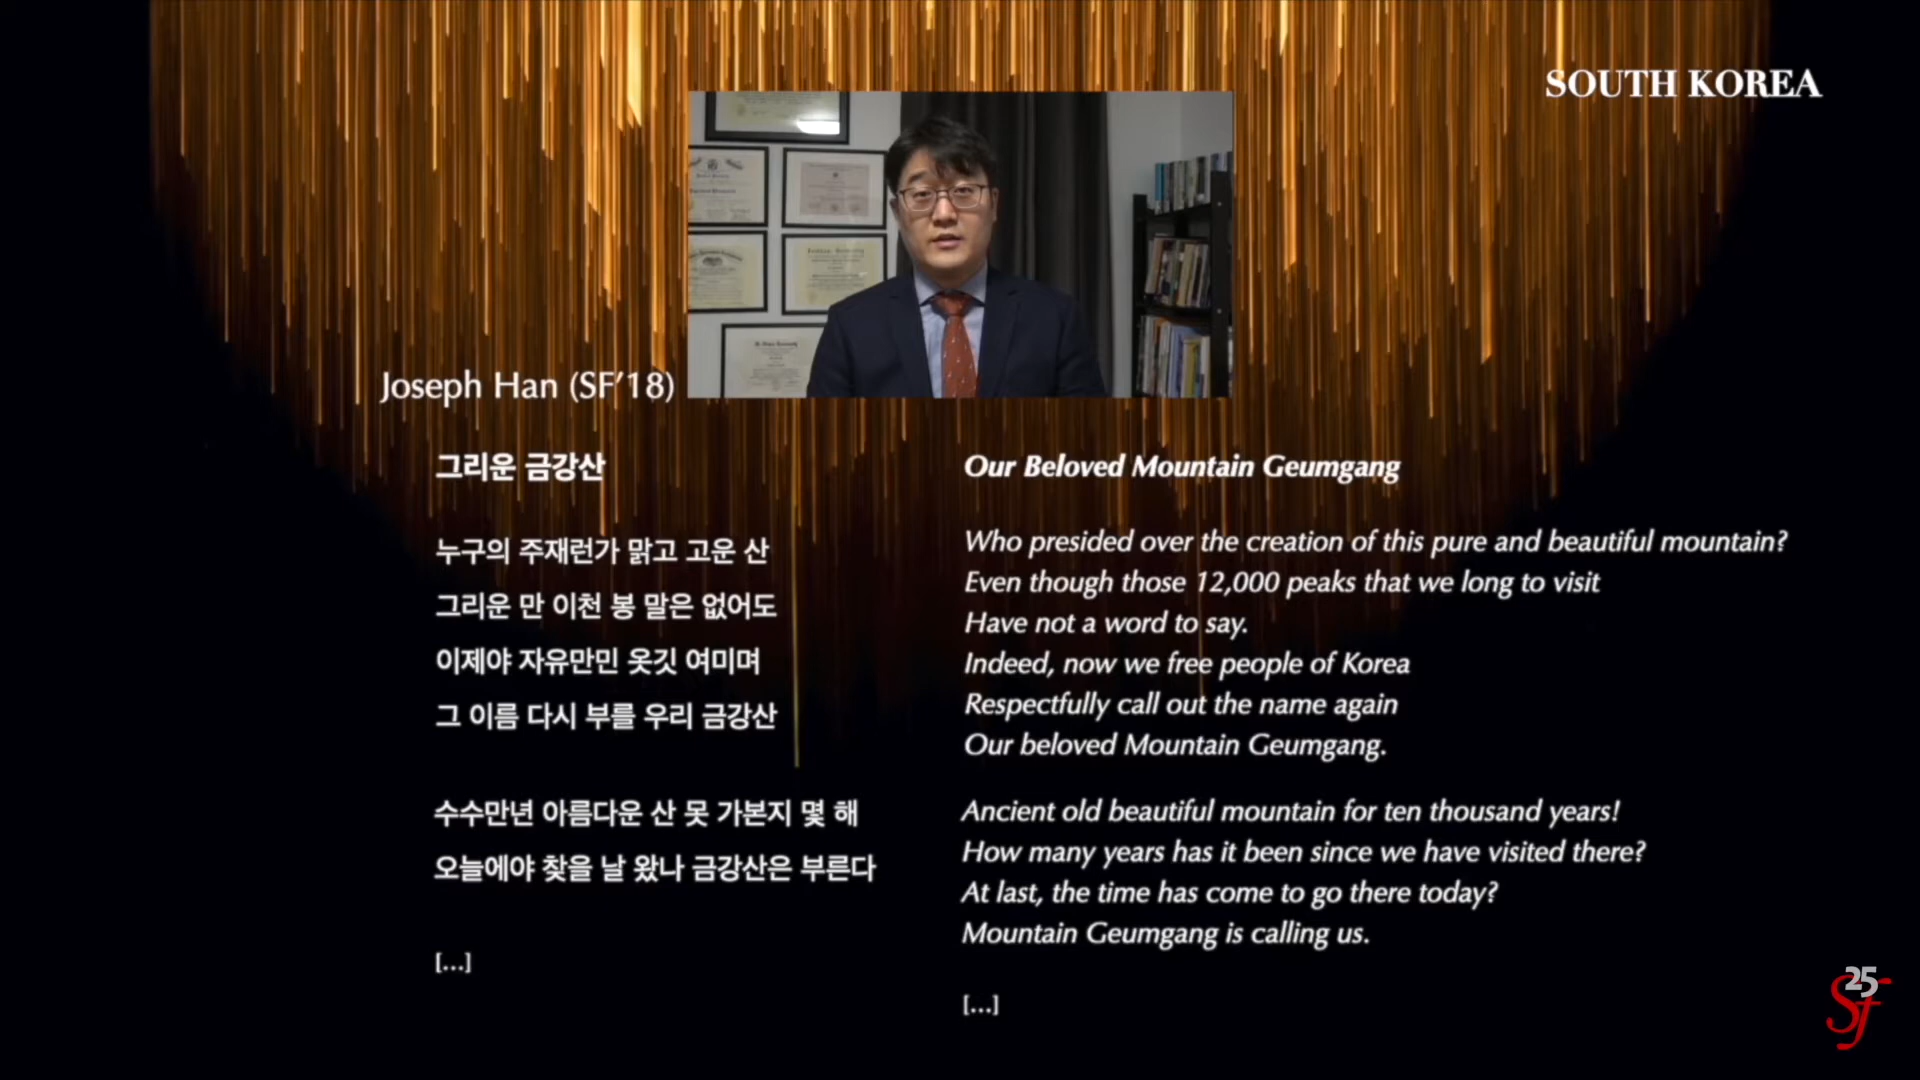 SOUTH KOREA
Joseph Han (SF'18)
그리운 금강산
누구의 주재런가 맑고 고운 산
그리운 만 이천 봉 말은 없어도
이제야 자유만민 옷깃 여미며
그 이름 다시 부를 우리 금강산
수수만년 아름다운 산 못 가본지 몇 해
오늘에야 찾을 날 왔나 금강산은 부른다
[...]
Our Beloved Mountain Geumgang
Who presided over the creation of this pure and beautiful mountain?
Even though those 12,000 peaks that we long to visit
Have not a word to say.
Indeed, now we free people of Korea
Respectfully call out the name again
Our beloved Mountain Geumgang.
Ancient old beautiful mountain for ten thousand years!
How many years has it been since we have visited there?
At last, the time has come to go there today?
Mountain Geumgang is calling us.
[...]
25
Sf